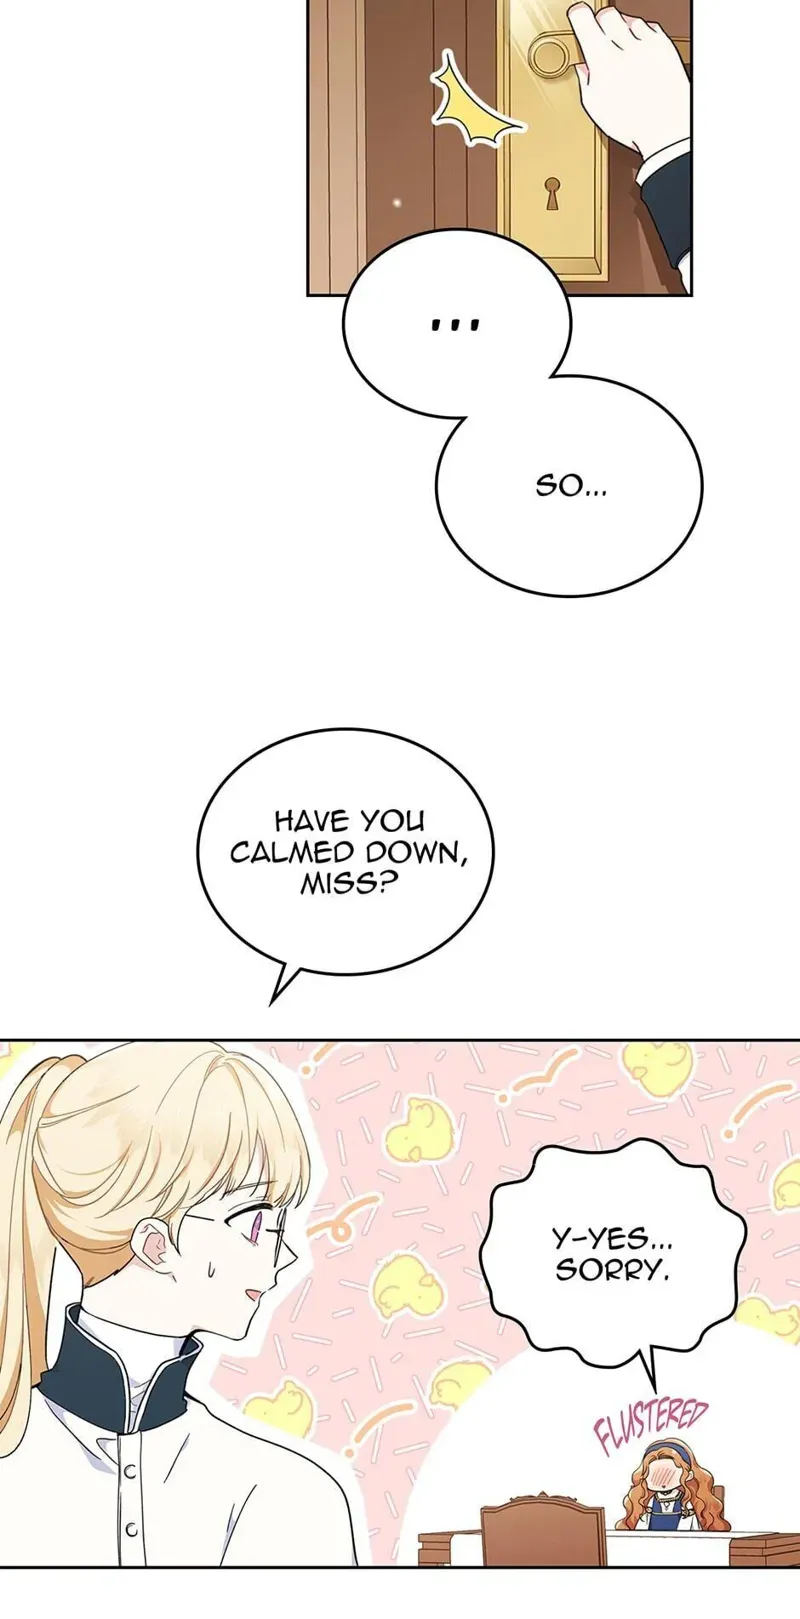 ...
SO...
HAVE YOU
CALMED DOWN,
MISS?
Y-YES...
SORRY.
FLUSTERED